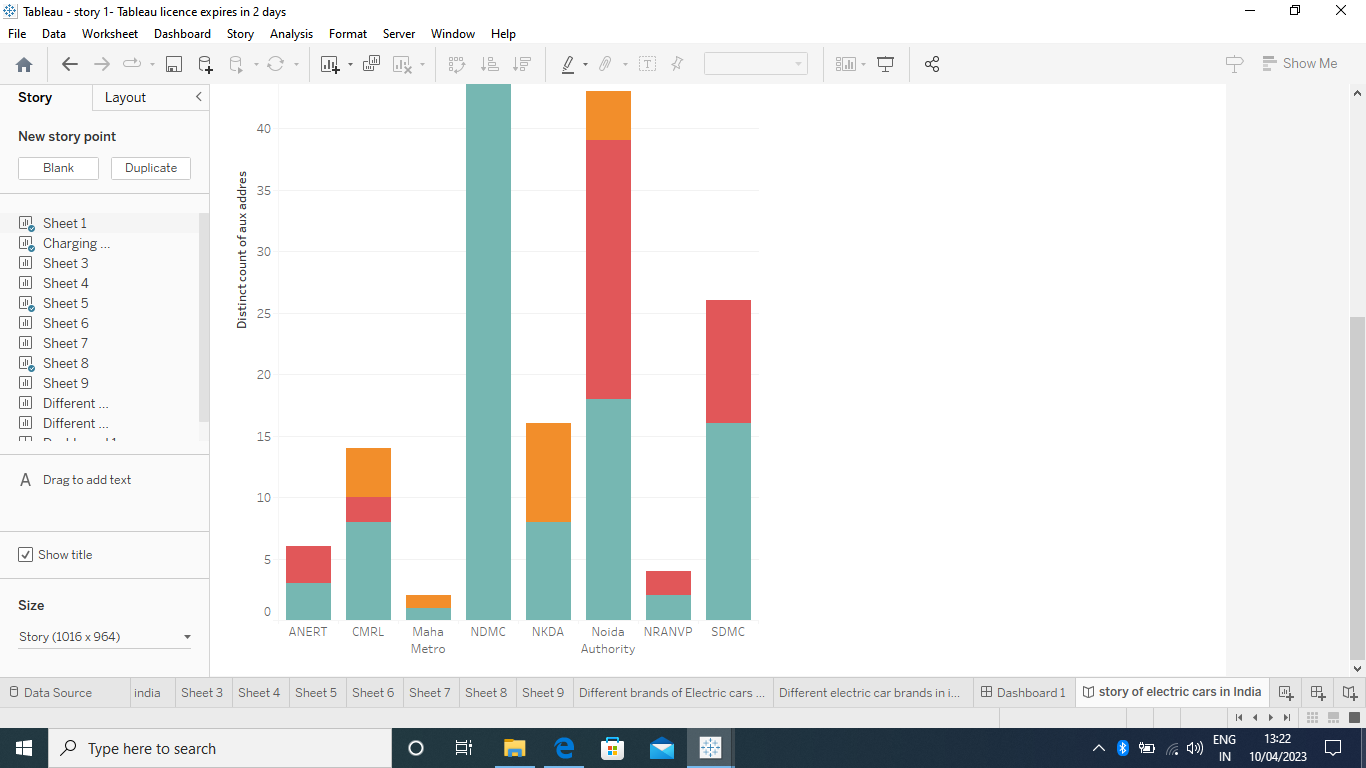 Tableau - story 1- Tableau licence expires in 2 days
File Data Worksheet Dashboard Story Analysis Format Server Window Help
Show Me
Story Layout
New story point
Blank Duplicate
Sheet 1
Charging ...
Sheet 3
Sheet 4
Sheet 5
Sheet 6
Sheet 7
Sheet 8
Sheet 9
Different ...
Different ...
A Drag to add text
Show title
Size
Story (1016 x 964)
Distinct count of aux addres
40
35
30
25
20
15
10
5
0
ANERT CMRL Maha Metro NDMC NKDA Noida Authority NRANVP SDMC
Data Source india Sheet 3 Sheet 4 Sheet 5 Sheet 6 Sheet 7 Sheet 8 Sheet 9 Different brands of Electric cars ... Different electric car brands in i... Dashboard 1 story of electric cars in India
Type here to search
ENG
IN
13:22
10/04/2023